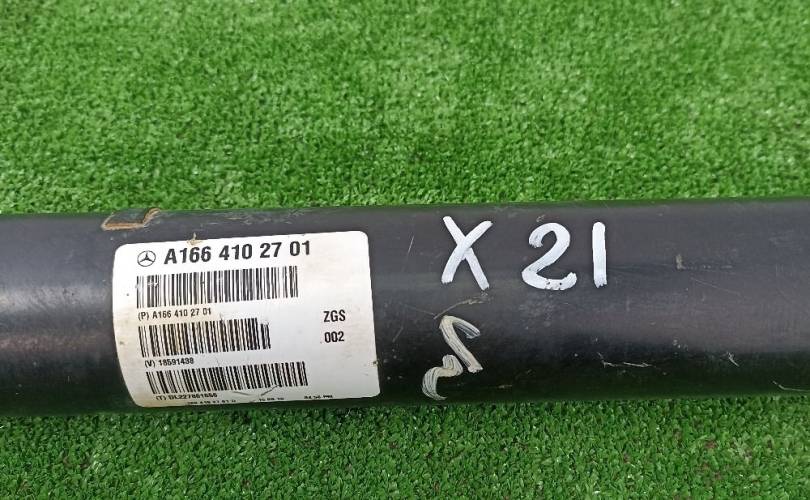 A166 410 27 01
(P) A166 410 27 01
ZGS
002
(V) 18591438
X 21